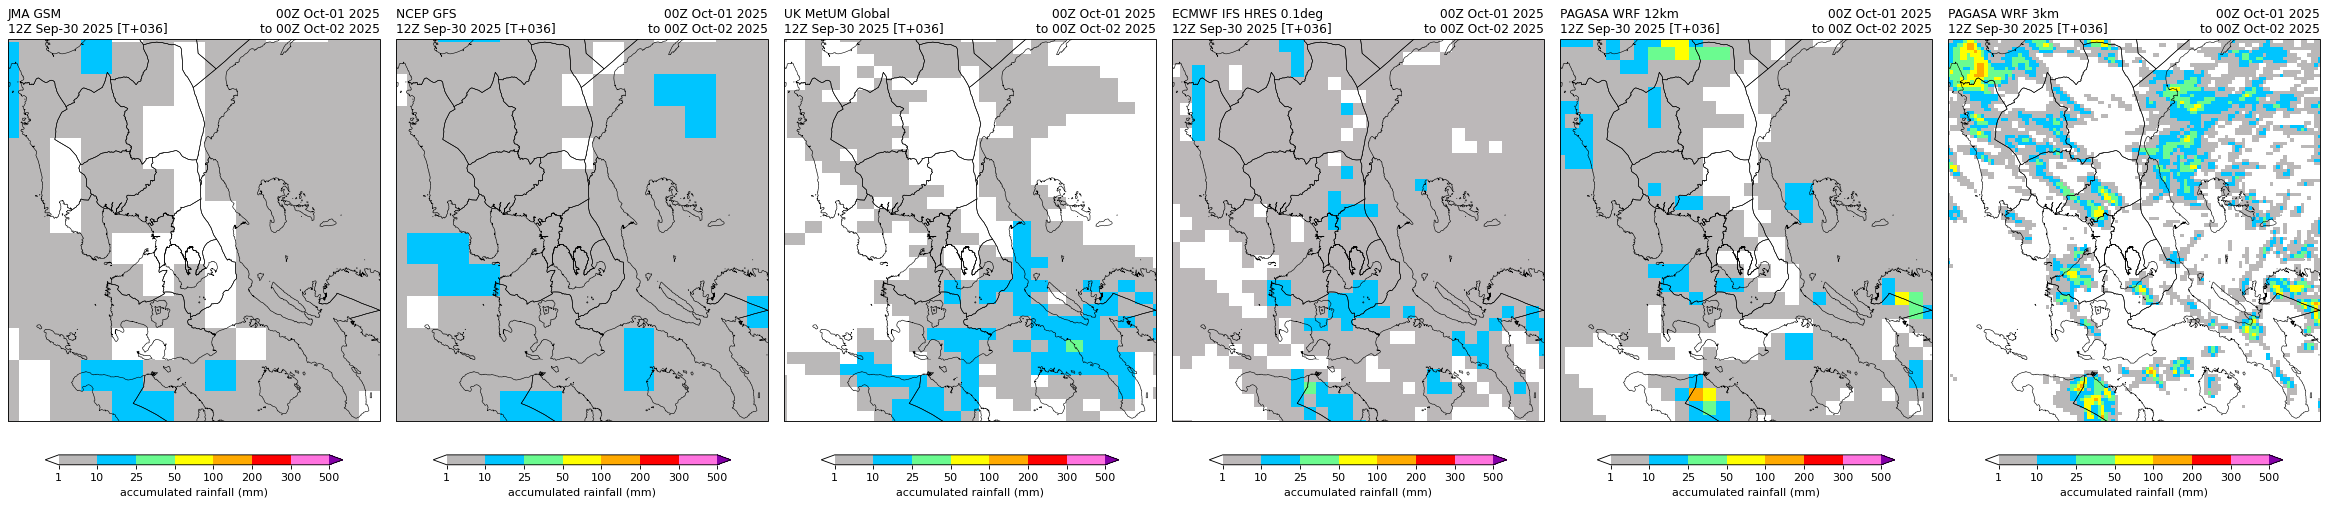 JMA GSM 00Z Oct-01 2025
12Z Sep-30 2025 [T+036] to 00Z Oct-02 2025
NCEP GFS 00Z Oct-01 2025
12Z Sep-30 2025 [T+036] to 00Z Oct-02 2025
UK MetUM Global 00Z Oct-01 2025
12Z Sep-30 2025 [T+036] to 00Z Oct-02 2025
ECMWF IFS HRES 0.1deg 00Z Oct-01 2025
12Z Sep-30 2025 [T+036] to 00Z Oct-02 2025
PAGASA WRF 12km 00Z Oct-01 2025
12Z Sep-30 2025 [T+036] to 00Z Oct-02 2025
PAGASA WRF 3km 00Z Oct-01 2025
12Z Sep-30 2025 [T+036] to 00Z Oct-02 2025
1 10 25 50 100 200 300 500
accumulated rainfall (mm)
1 10 25 50 100 200 300 500
accumulated rainfall (mm)
1 10 25 50 100 200 300 500
accumulated rainfall (mm)
1 10 25 50 100 200 300 500
accumulated rainfall (mm)
1 10 25 50 100 200 300 500
accumulated rainfall (mm)
1 10 25 50 100 200 300 500
accumulated rainfall (mm)